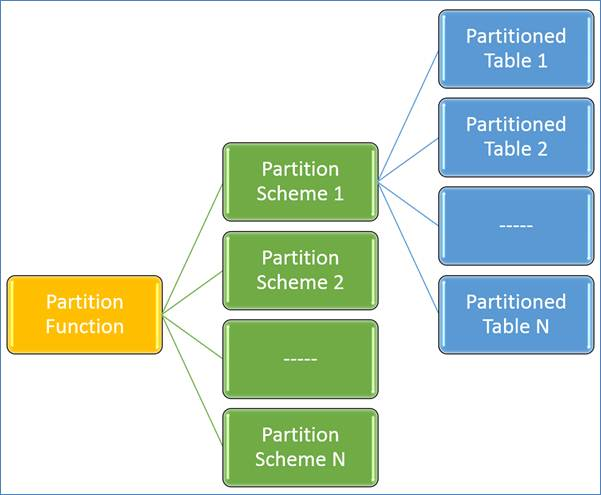 Partition
Function
Partition
Scheme 1
Partition
Scheme 2
-----
Partition
Scheme N
Partitioned
Table 1
Partitioned
Table 2
-----
Partitioned
Table N